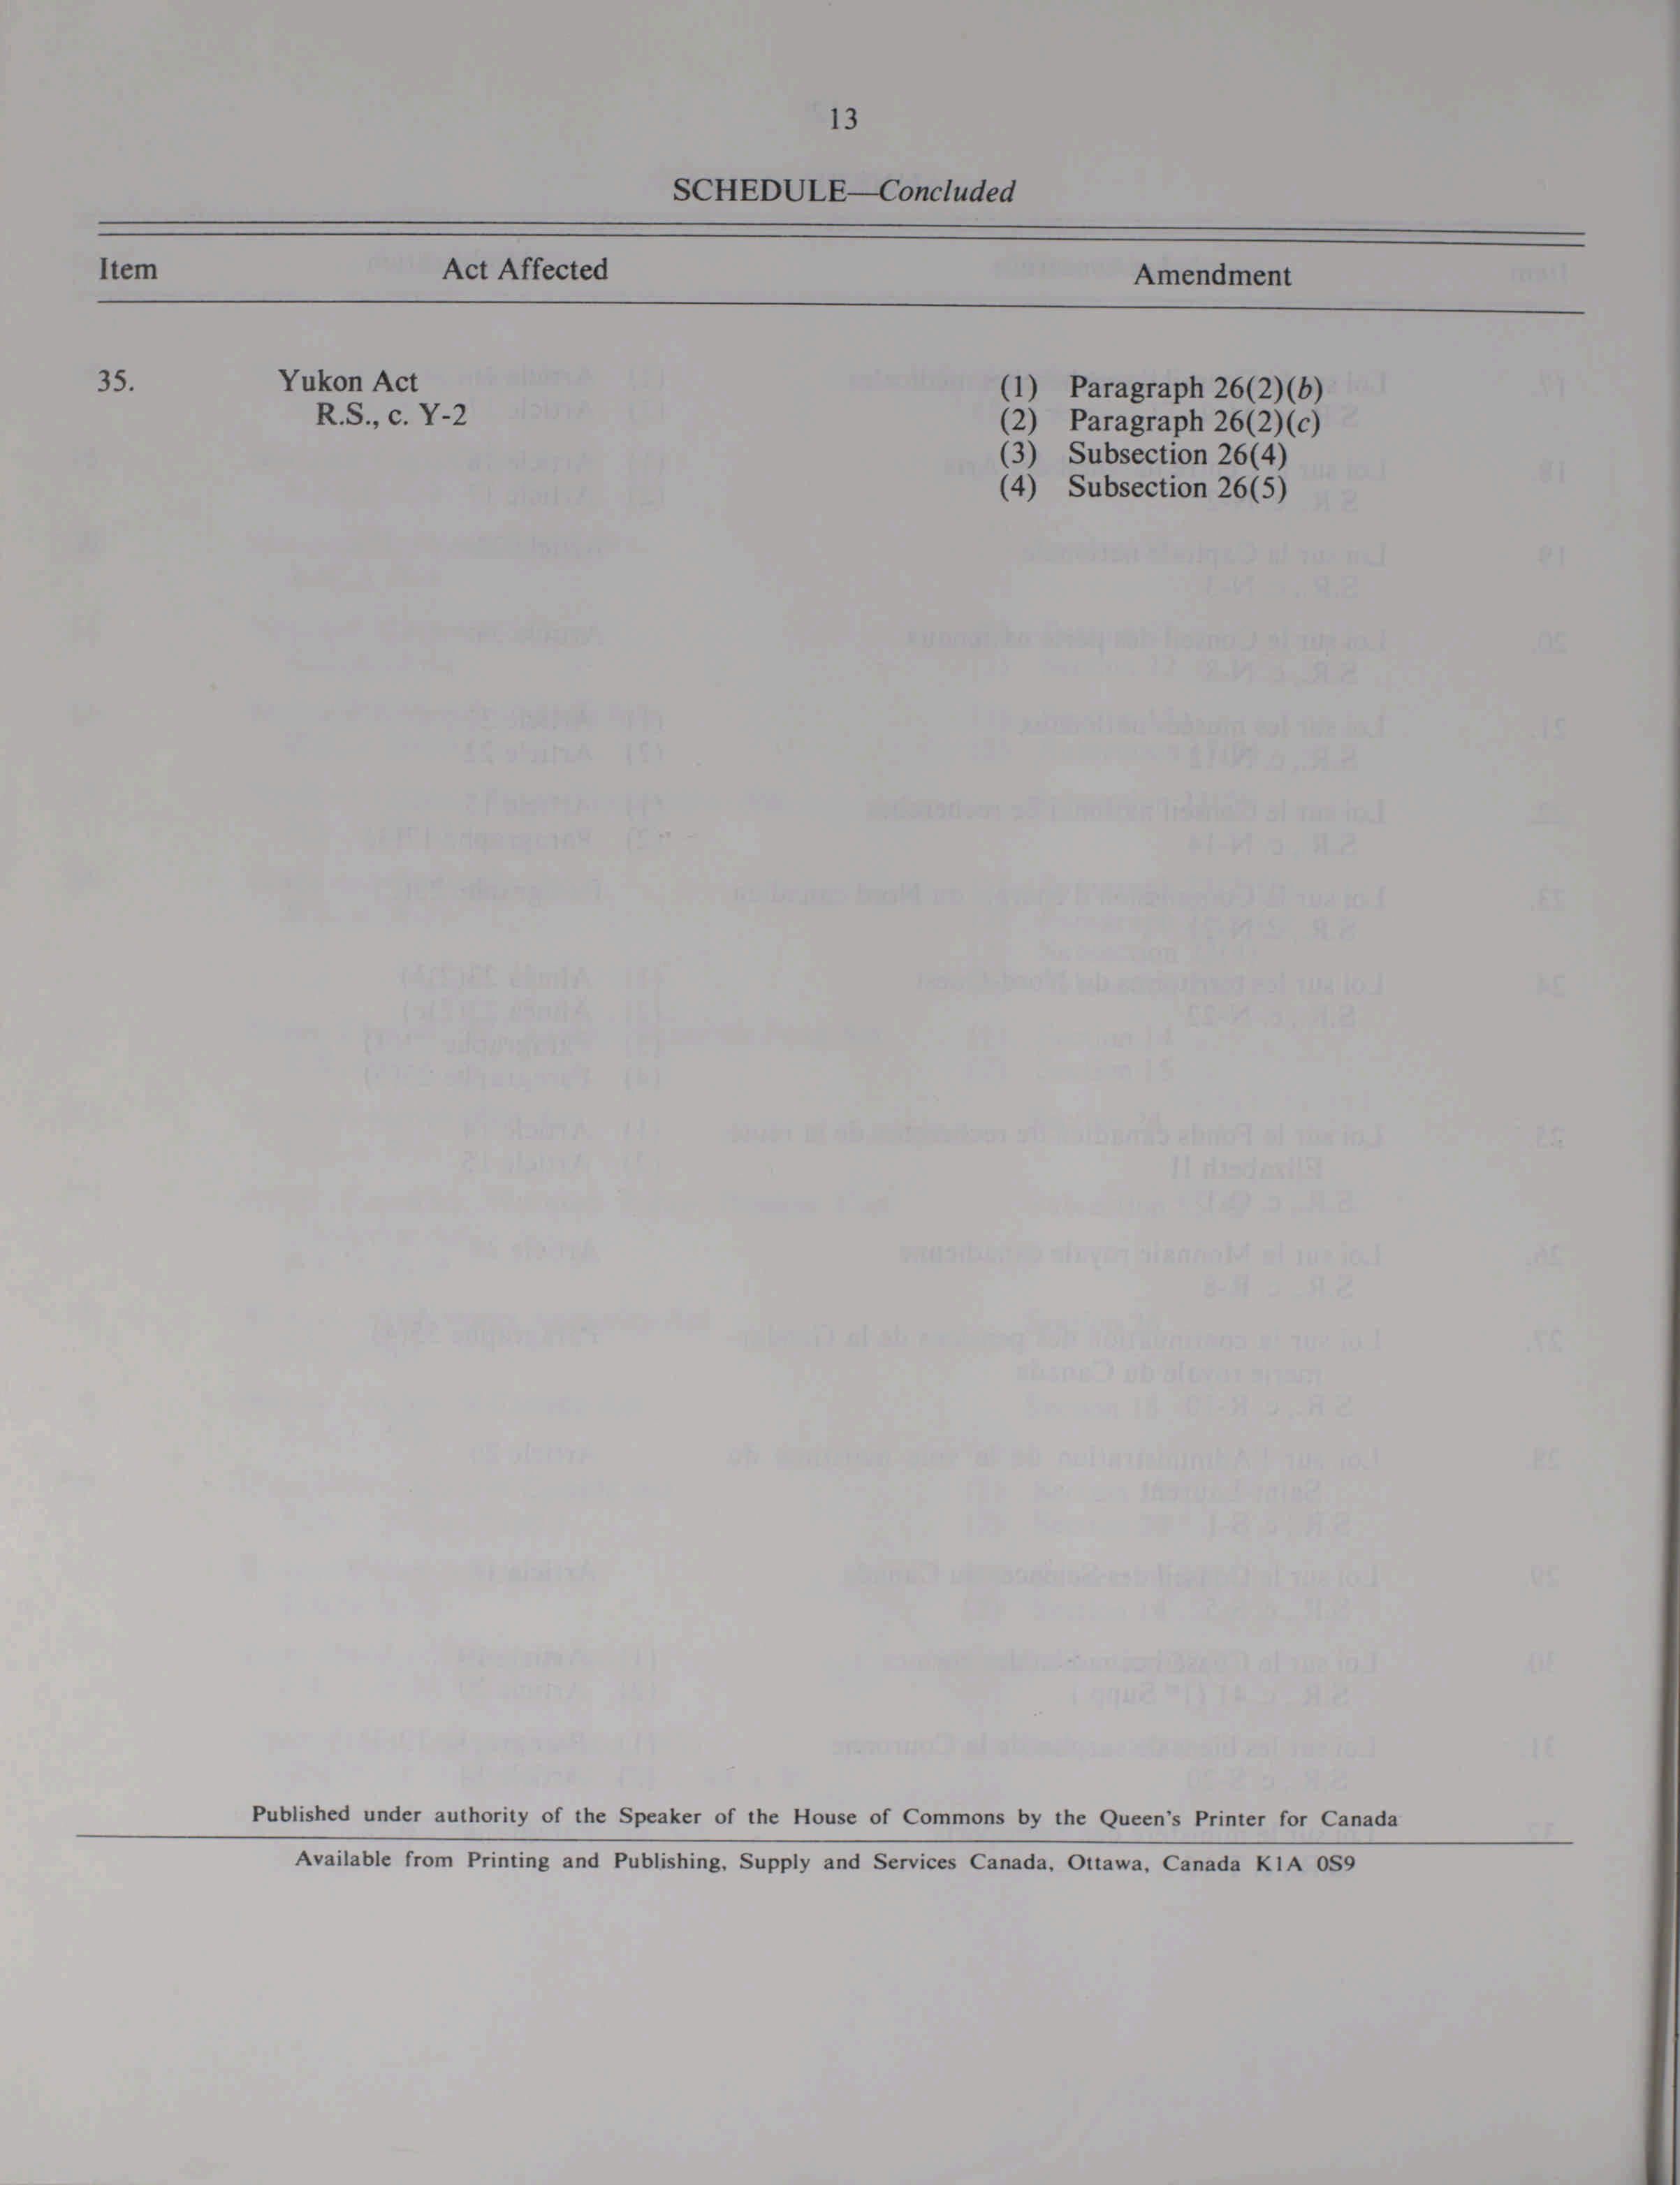 13
SCHEDULE—Concluded
Item Act Affected Amendment
35. Yukon Act (1) Paragraph 26(2)(b)
R.S., c. Y-2 (2) Paragraph 26(2)(c)
(3) Subsection 26(4)
(4) Subsection 26(5)
Published under authority of the Speaker of the House of Commons by the Queen's Printer for Canada
Available from Printing and Publishing, Supply and Services Canada, Ottawa, Canada K1A 0S9